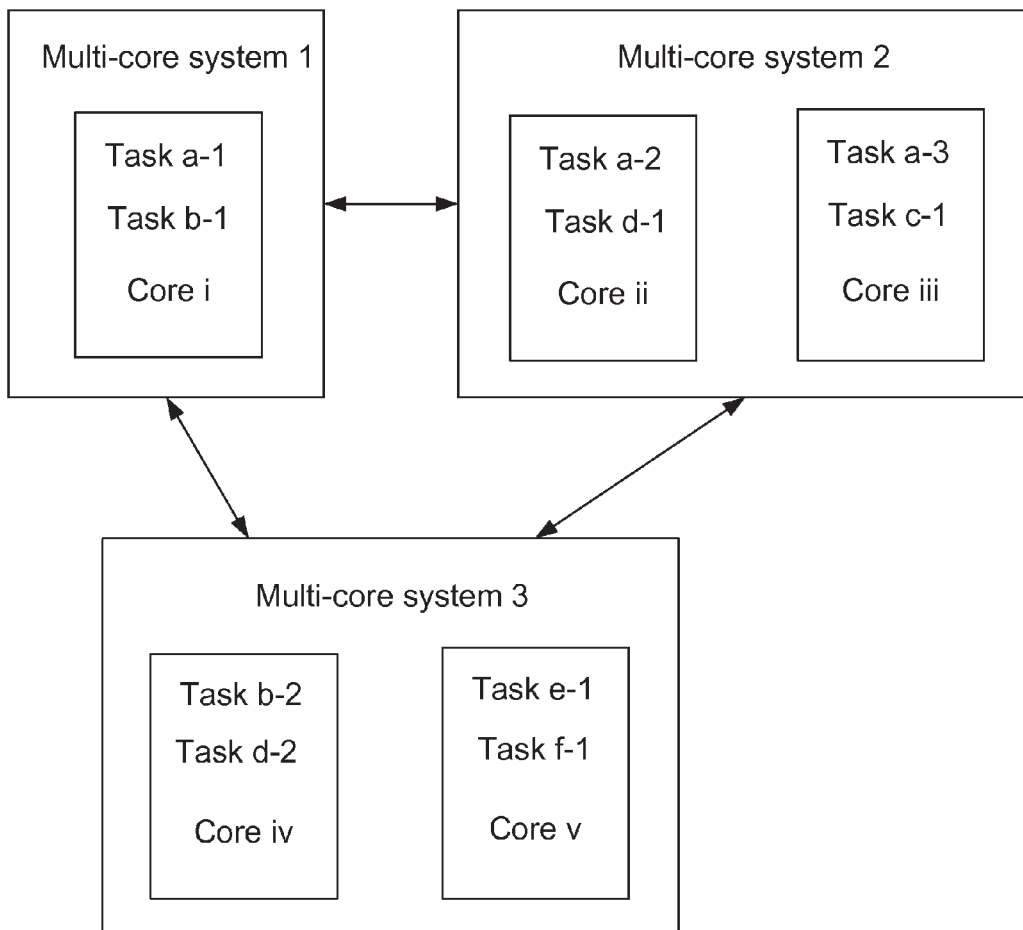 Multi-core system 1
Task a-1
Task b-1
Core i
Multi-core system 2
Task a-2
Task d-1
Core ii
Task a-3
Task c-1
Core iii
Multi-core system 3
Task b-2
Task d-2
Core iv
Task e-1
Task f-1
Core v